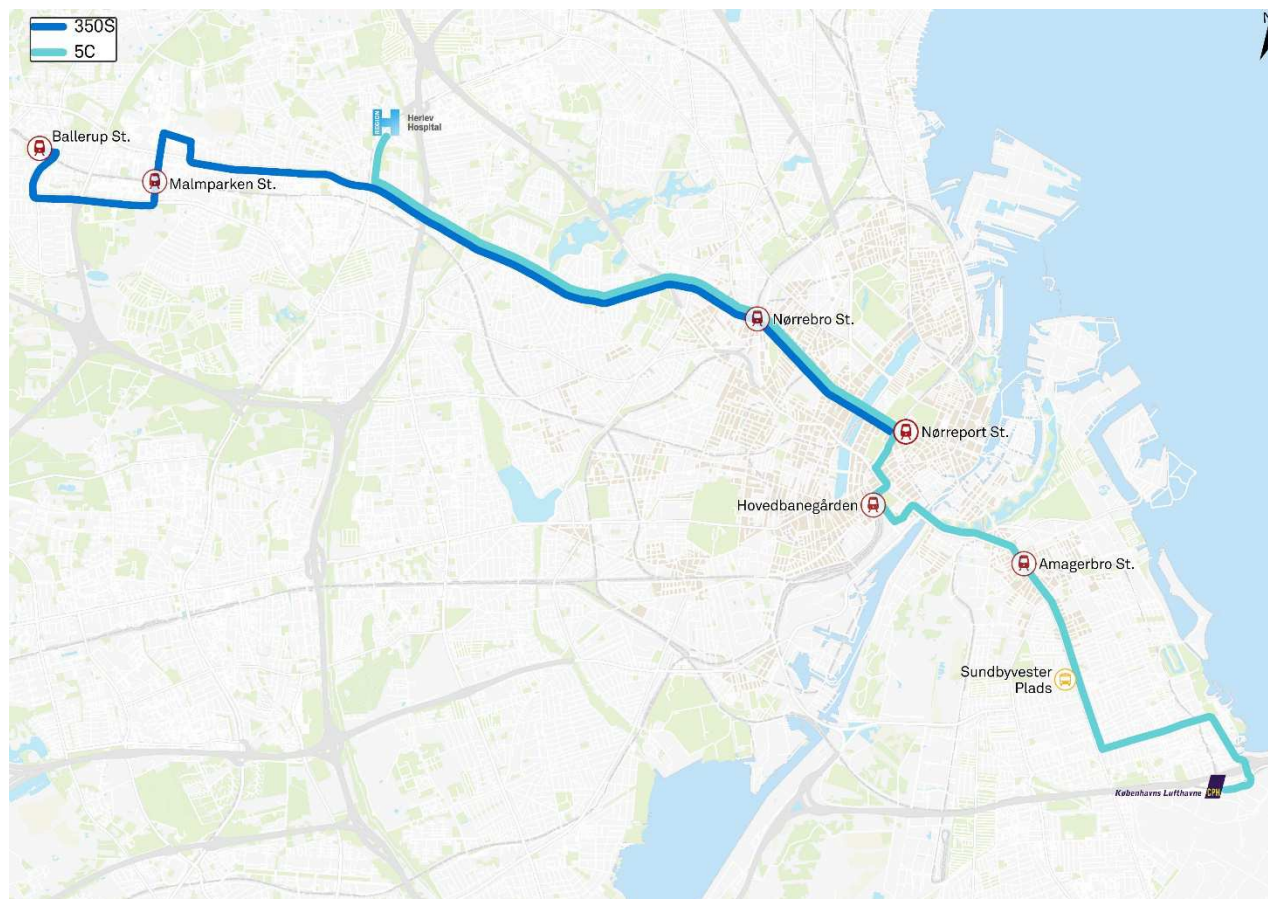 350S
5C
N
REGION
H
Herlev
Hospital
Ballerup St.
Malmparken St.
Nørrebro St.
Nørreport St.
Hovedbanegården
Amagerbro St.
Sundbyvester
Plads
Københavns Lufthavne CPH